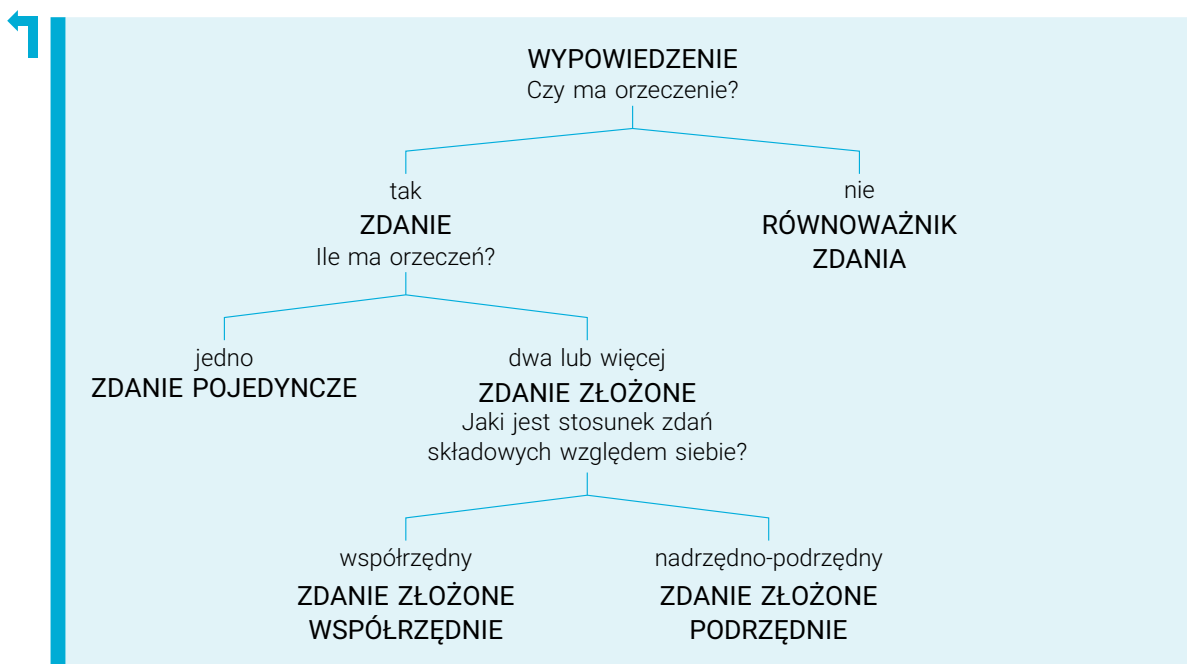 WYPOWIEDZENIE
Czy ma orzeczenie?
tak
ZDANIE
Ile ma orzeczeń?
nie
RÓWNOWAŻNIK
ZDANIA
jedno
ZDANIE POJEDYNCZE
dwa lub więcej
ZDANIE ZŁOŻONE
Jaki jest stosunek zdań
składowych względem siebie?
współrzędny
ZDANIE ZŁOŻONE
WSPÓŁRZĘDNIE
nadrzędno-podrzędny
ZDANIE ZŁOŻONE
PODRZĘDNIE